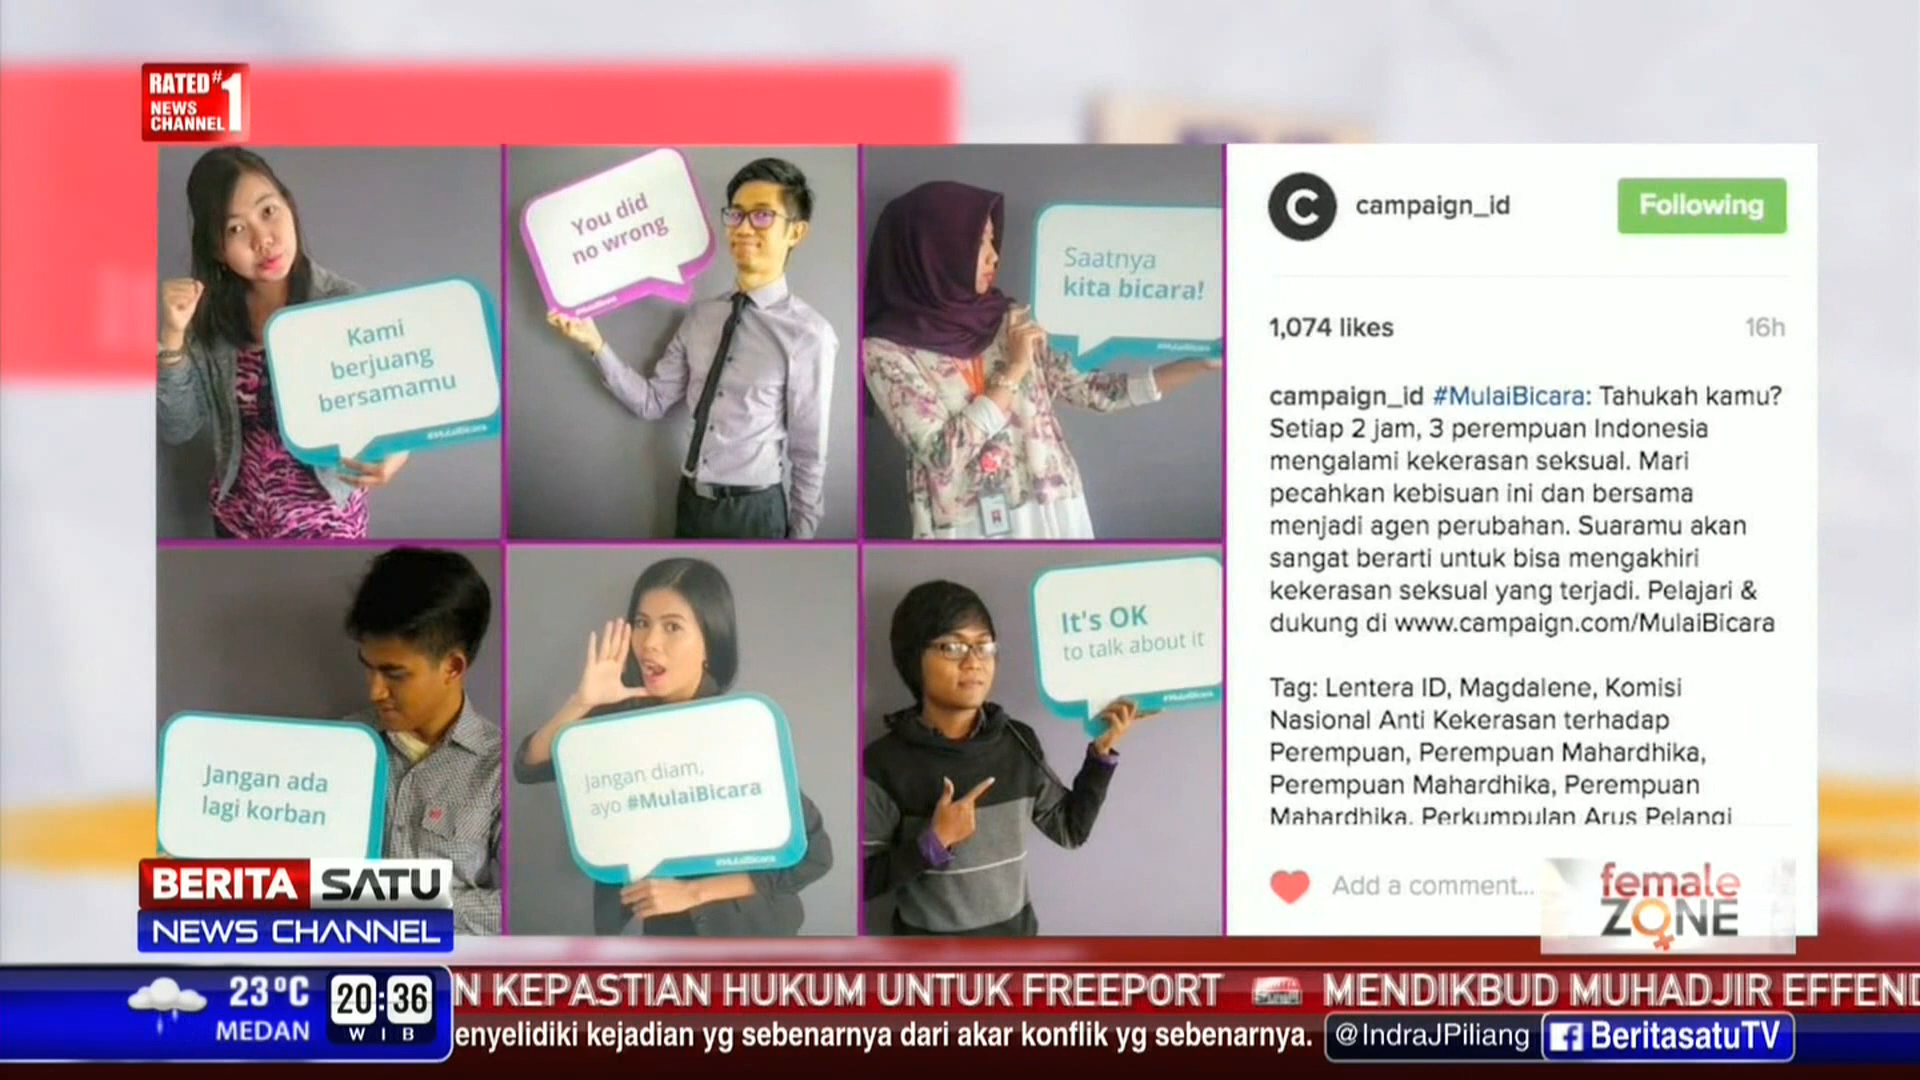 RATED #1
NEWS
CHANNEL
Kami
berjuang
bersamamu
#MulaiBicara
You did
no wrong
#MulaiBicara
Saatnya
kita bicara!
#MulaiBicara
Jangan ada
lagi korban
Jangan diam,
ayo #MulaiBicara
#MulaiBicara
It's OK
to talk about it
#MulaiBicara
C campaign_id
Following
1,074 likes
16h
campaign_id #MulaiBicara: Tahukah kamu?
Setiap 2 jam, 3 perempuan Indonesia
mengalami kekerasan seksual. Mari
pecahkan kebisuan ini dan bersama
menjadi agen perubahan. Suaramu akan
sangat berarti untuk bisa mengakhiri
kekerasan seksual yang terjadi. Pelajari &
dukung di www.campaign.com/MulaiBicara
Tag: Lentera ID, Magdalene, Komisi
Nasional Anti Kekerasan terhadap
Perempuan, Perempuan Mahardhika,
Perempuan Mahardhika, Perempuan
Mahardhika, Perkumpulan Arus Pelangi
Add a comment...
female
ZONE
BERITA SATU
NEWS CHANNEL
23°C
MEDAN
20:36
WIB
N KEPASTIAN HUKUM UNTUK FREEPORT
MENDIKBUD MUHADJIR EFFEND
enyelidiki kejadian yg sebenarnya dari akar konflik yg sebenarnya.
@IndraJPiliang
f BeritasatuTV